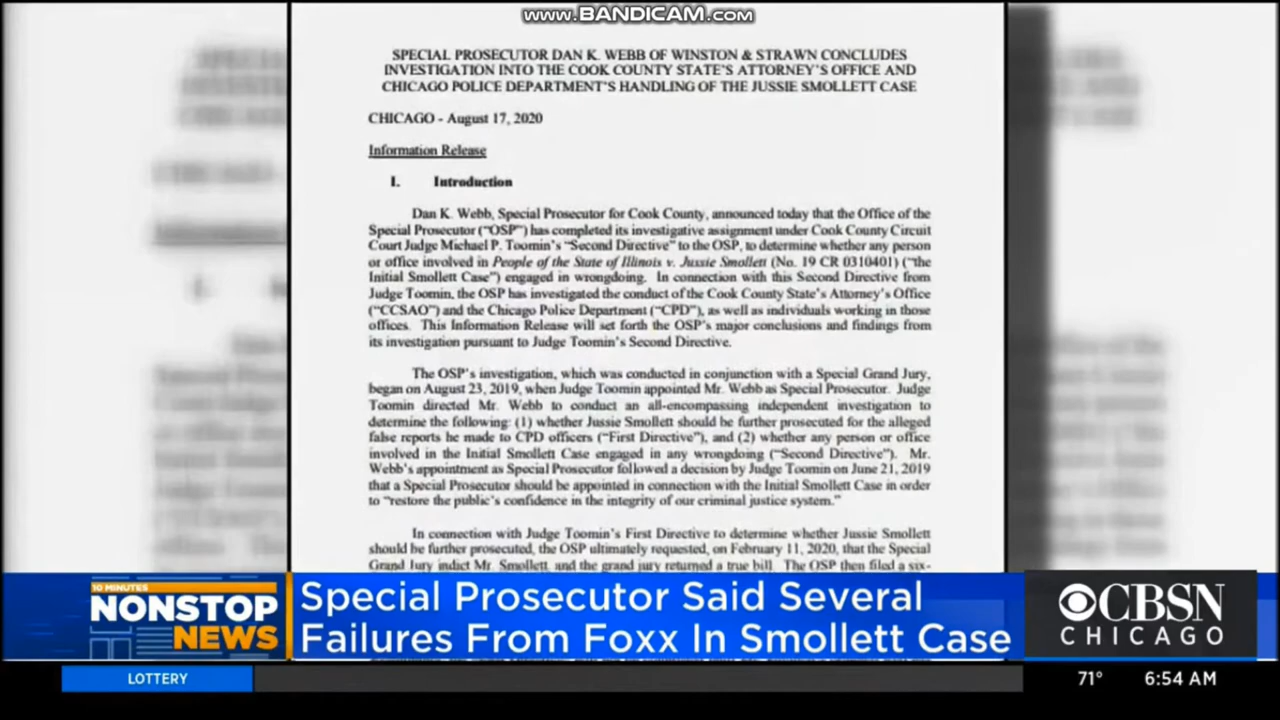 www.BANDICAM.com
SPECIAL PROSECUTOR DAN K. WEBB OF WINSTON & STRAWN CONCLUDES
INVESTIGATION INTO THE COOK COUNTY STATE'S ATTORNEY'S OFFICE AND
CHICAGO POLICE DEPARTMENT'S HANDLING OF THE JUSSIE SMOLLETT CASE
CHICAGO - August 17, 2020
Information Release
I. Introduction
Dan K. Webb, Special Prosecutor for Cook County, announced today that the Office of the
Special Prosecutor ("OSP") has completed its investigative assignment under Cook County Circuit
Court Judge Michael P. Toomin's "Second Directive" to the OSP, to determine whether any person
or office involved in People of the State of Illinois v. Jussie Smollett (No. 19 CR 0310401) ("the
Initial Smollett Case") engaged in wrongdoing. In connection with this Second Directive from
Judge Toomin, the OSP has investigated the conduct of the Cook County State's Attorney's Office
("CCSAO") and the Chicago Police Department ("CPD"), as well as individuals working in those
offices. This Information Release will set forth the OSP's major conclusions and findings from
its investigation pursuant to Judge Toomin's Second Directive.
The OSP's investigation, which was conducted in conjunction with a Special Grand Jury,
began on August 23, 2019, when Judge Toomin appointed Mr. Webb as Special Prosecutor. Judge
Toomin directed Mr. Webb to conduct an all-encompassing independent investigation to
determine the following: (1) whether Jussie Smollett should be further prosecuted for the alleged
false reports he made to CPD officers ("First Directive"), and (2) whether any person or office
involved in the Initial Smollett Case engaged in any wrongdoing ("Second Directive"). Mr.
Webb's appointment as Special Prosecutor followed a decision by Judge Toomin on June 21, 2019
that a Special Prosecutor should be appointed in connection with the Initial Smollett Case in order
to "restore the public's confidence in the integrity of our criminal justice system."
In connection with Judge Toomin's First Directive to determine whether Jussie Smollett
should be further prosecuted, the OSP ultimately requested, on February 11, 2020, that the Special
Grand Jury indict Mr. Smollett, and the grand jury returned a true bill. The OSP then filed a six-
10 MINUTES
NONSTOP
NEWS
Special Prosecutor Said Several
Failures From Foxx In Smollett Case
CBSN
CHICAGO
LOTTERY
71° 6:54 AM